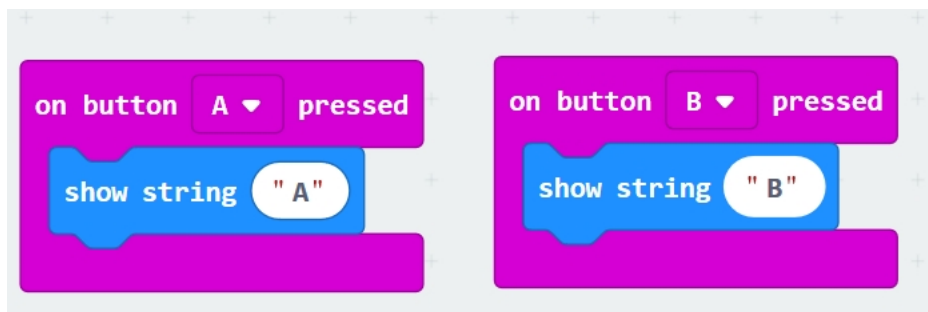 on button A pressed
show string "A"
on button B pressed
show string "B"